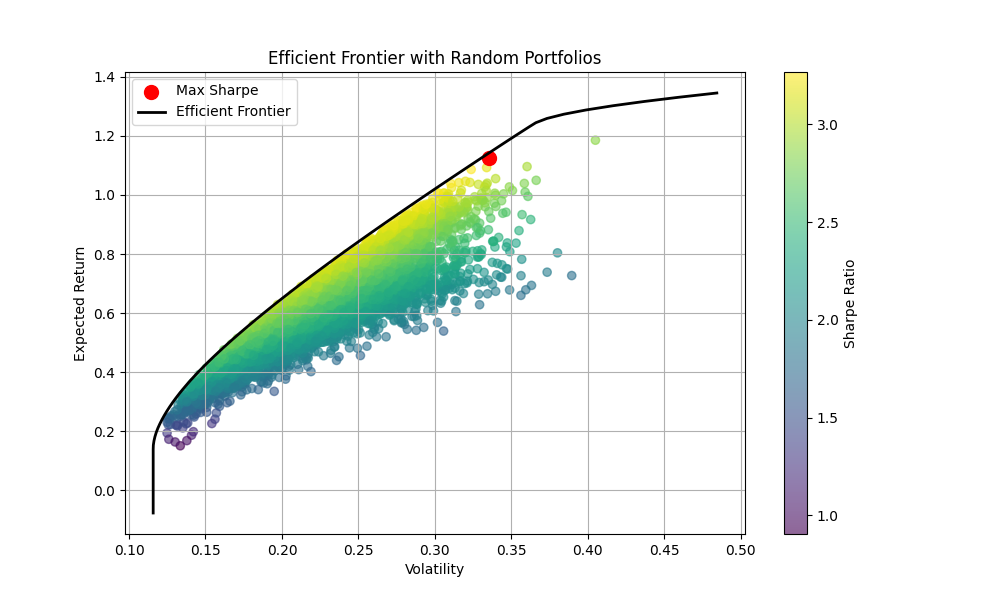 Efficient Frontier with Random Portfolios
Max Sharpe
Efficient Frontier
Expected Return
1.4
1.2
1.0
0.8
0.6
0.4
0.2
0.0
0.10 0.15 0.20 0.25 0.30 0.35 0.40 0.45 0.50
Volatility
3.0
2.5
2.0
1.5
1.0
Sharpe Ratio